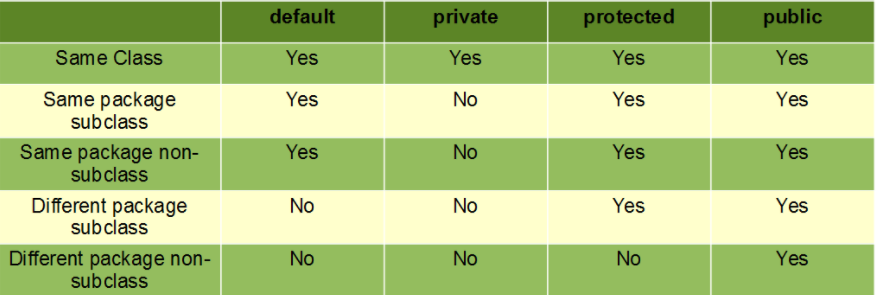 default private protected public
Same Class Yes Yes Yes Yes
Same package
subclass Yes No Yes Yes
Same package non-
subclass Yes No Yes Yes
Different package
subclass No No Yes Yes
Different package non-
subclass No No No Yes